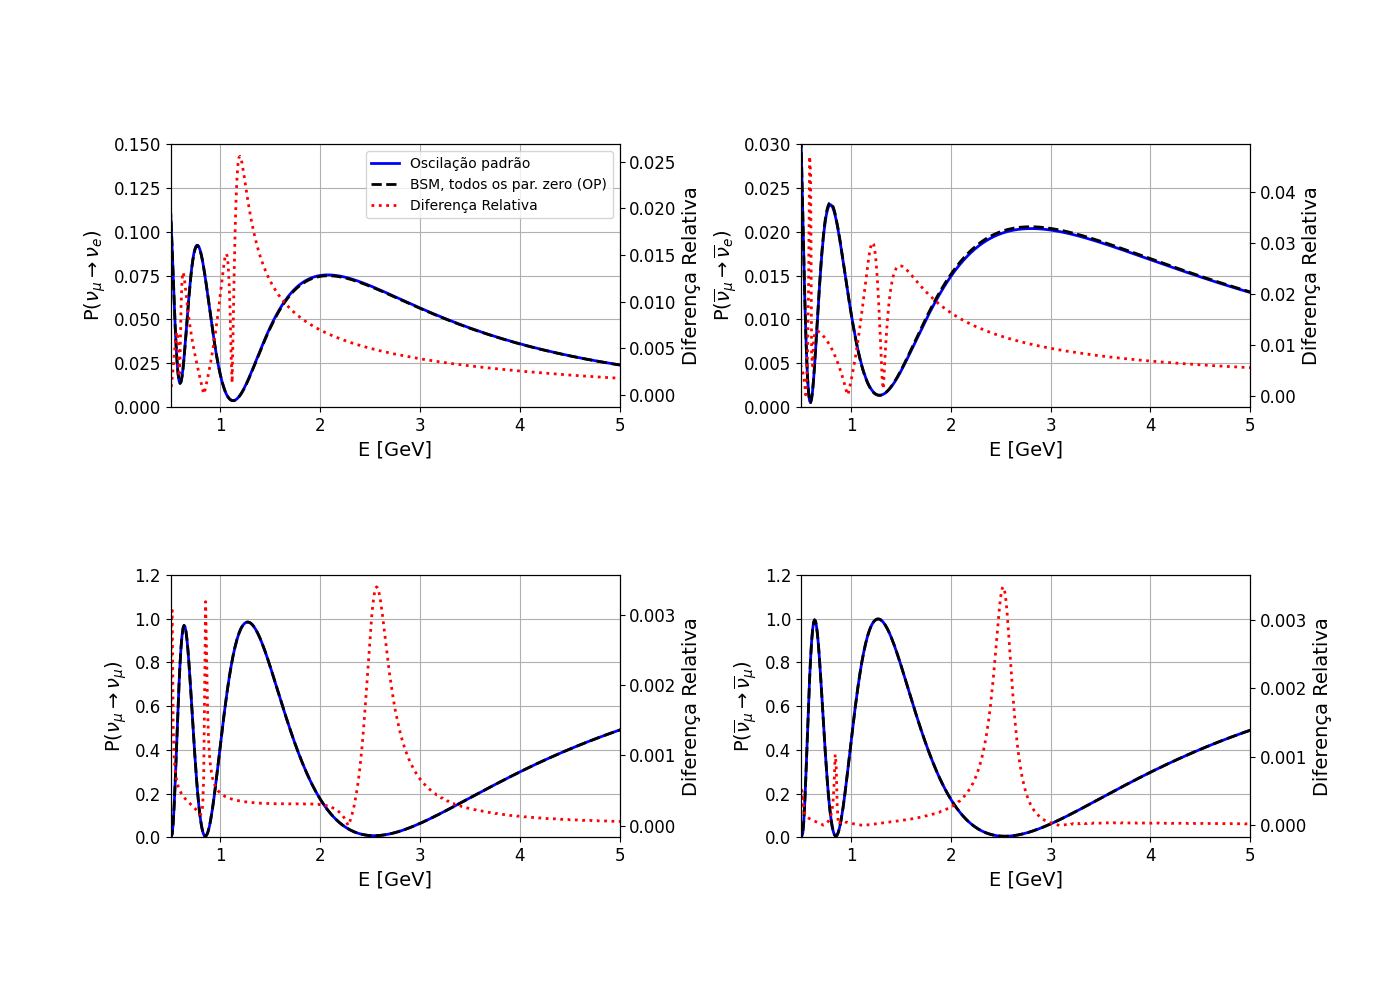 0.150
0.125
0.100
0.075
0.050
0.025
0.000
P(ν_μ → ν_e)
Oscilação padrão
BSM, todos os par. zero (OP)
Diferença Relativa
0.025
0.020
0.015
0.010
0.005
0.000
Diferença Relativa
1 2 3 4 5
E [GeV]
0.030
0.025
0.020
0.015
0.010
0.005
0.000
P(ν̅_μ → ν̅_e)
0.04
0.03
0.02
0.01
0.00
Diferença Relativa
1 2 3 4 5
E [GeV]
1.2
1.0
0.8
0.6
0.4
0.2
0.0
P(ν_μ → ν_μ)
0.003
0.002
0.001
0.000
Diferença Relativa
1 2 3 4 5
E [GeV]
1.2
1.0
0.8
0.6
0.4
0.2
0.0
P(ν̅_μ → ν̅_μ)
0.003
0.002
0.001
0.000
Diferença Relativa
1 2 3 4 5
E [GeV]